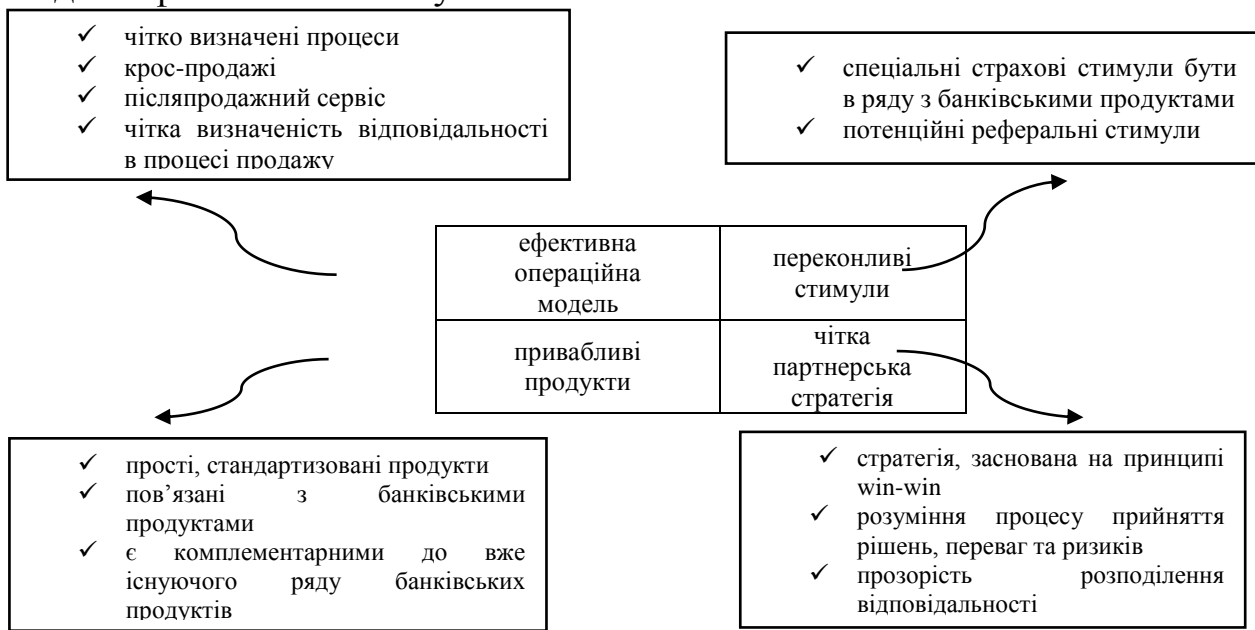 чітко визначені процеси
крос-продажі
післяпродажний сервіс
чітка визначеність відповідальності
в процесі продажу
спеціальні страхові стимули бути
в ряду з банківськими продуктами
потенційні реферальні стимули
ефективна
операційна
модель
переконливі
стимули
привабливі
продукти
чітка
партнерська
стратегія
прості, стандартизовані продукти
пов’язані з банківськими
продуктами
є комплементарними до вже
існуючого ряду банківських
продуктів
стратегія, заснована на принципі
win-win
розуміння процесу прийняття
рішень, переваг та ризиків
прозорість розподілення
відповідальності